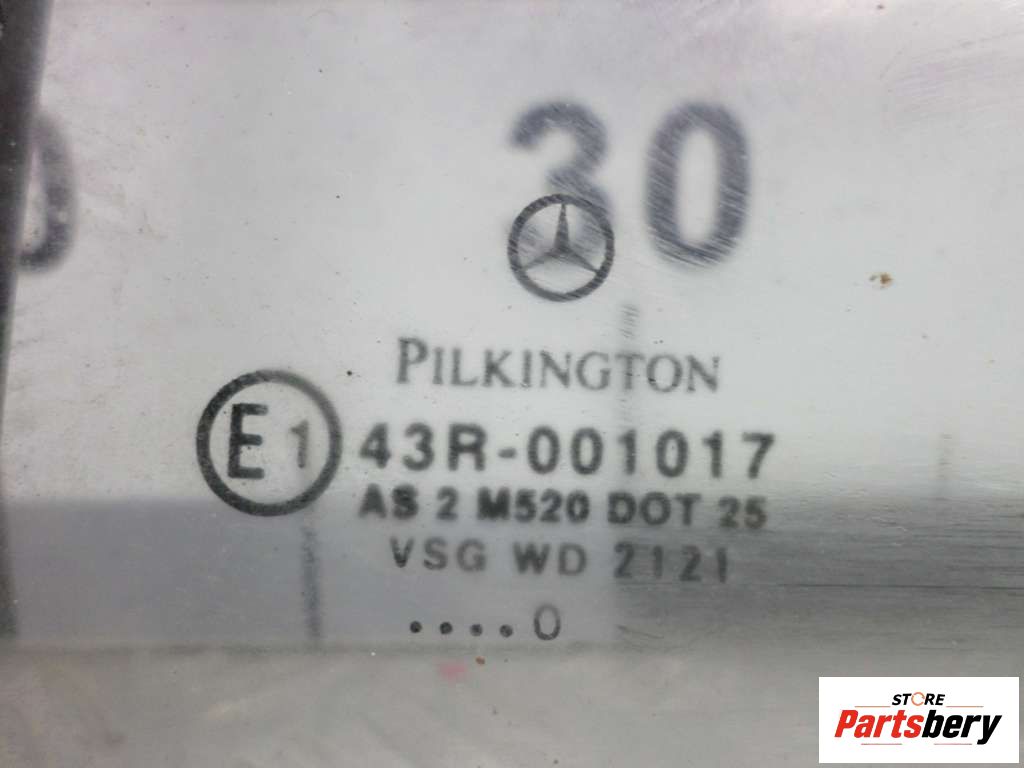 30
PILKINGTON
E1 43R-001017
AS 2 M520 DOT 25
VSG WD 2121
....0
STORE
Partsbery